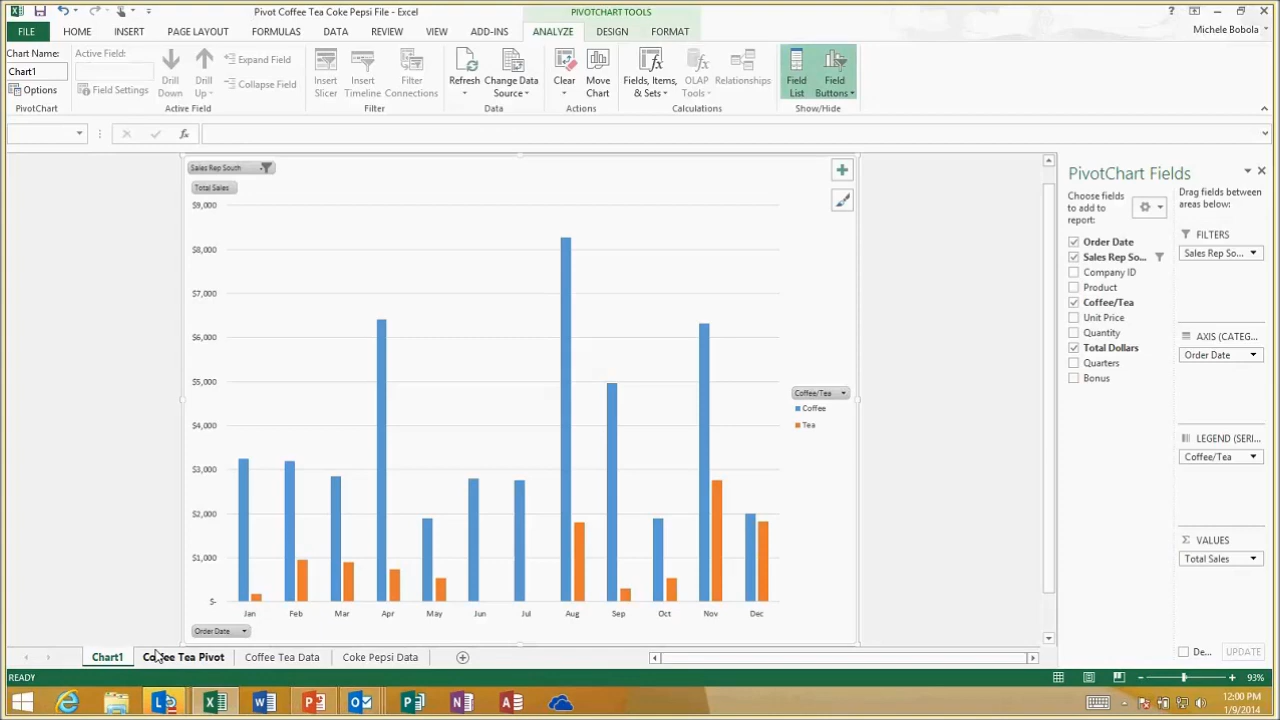 Pivot Coffee Tea Coke Pepsi File - Excel
PIVOTCHART TOOLS
FILE HOME INSERT PAGE LAYOUT FORMULAS DATA REVIEW VIEW ADD-INS ANALYZE DESIGN FORMAT
Michele Bobola
Chart Name:
Chart1
Options
PivotChart
Active Field:
Field Settings
Drill Down
Drill Up
Expand Field
Collapse Field
Active Field
Insert Slicer
Insert Timeline
Filter Connections
Filter
Refresh
Change Data Source
Data
Clear
Move Chart
Actions
Fields, Items, & Sets
OLAP Tools
Relationships
Calculations
Field List
Field Buttons
Show/Hide
fx
Sales Rep South
Total Sales
$9,000
$8,000
$7,000
$6,000
$5,000
$4,000
$3,000
$2,000
$1,000
$-
Jan Feb Mar Apr May Jun Jul Aug Sep Oct Nov Dec
Order Date
Coffee/Tea
Coffee
Tea
PivotChart Fields
Choose fields to add to report:
Order Date
Sales Rep So...
Company ID
Product
Coffee/Tea
Unit Price
Quantity
Total Dollars
Quarters
Bonus
Drag fields between areas below:
FILTERS
Sales Rep So...
AXIS (CATEG...
Order Date
LEGEND (SERI...
Coffee/Tea
VALUES
Total Sales
De...
UPDATE
Chart1 Coffee Tea Pivot Coffee Tea Data Coke Pepsi Data
READY
93%
12:00 PM
1/9/2014